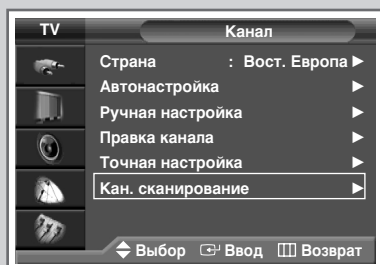 TV Канал
Страна : Вост. Европа ►
Автонастройка ►
Ручная настройка ►
Правка канала ►
Точная настройка ►
Кан. сканирование ►
Выбор Ввод Возврат